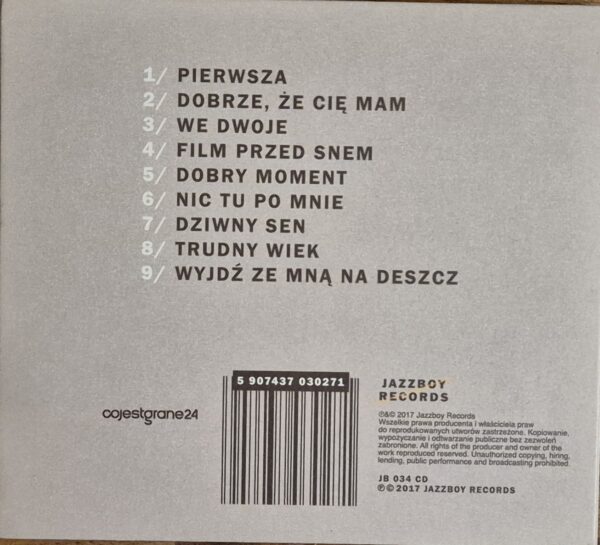 1/ PIERWSZA
2/ DOBRZE, ŻE CIĘ MAM
3/ WE DWOJE
4/ FILM PRZED SNEM
5/ DOBRY MOMENT
6/ NIC TU PO MNIE
7/ DZIWNY SEN
8/ TRUDNY WIEK
9/ WYJDŹ ZE MNĄ NA DESZCZ
cojestgrane24
5 907437 030271
JAZZBOY
RECORDS
℗&© 2017 Jazzboy Records
Wszelkie prawa producenta i właściciela praw
do reprodukowanych utworów zastrzeżone. Kopiowanie,
wypożyczanie i odtwarzanie publiczne bez zezwoleń
zabronione. All rights of the producer and owner of the
work reproduced reserved. Unauthorized copying, hiring,
lending, public performance and broadcasting prohibited.
JB 034 CD
℗©2017 JAZZBOY RECORDS